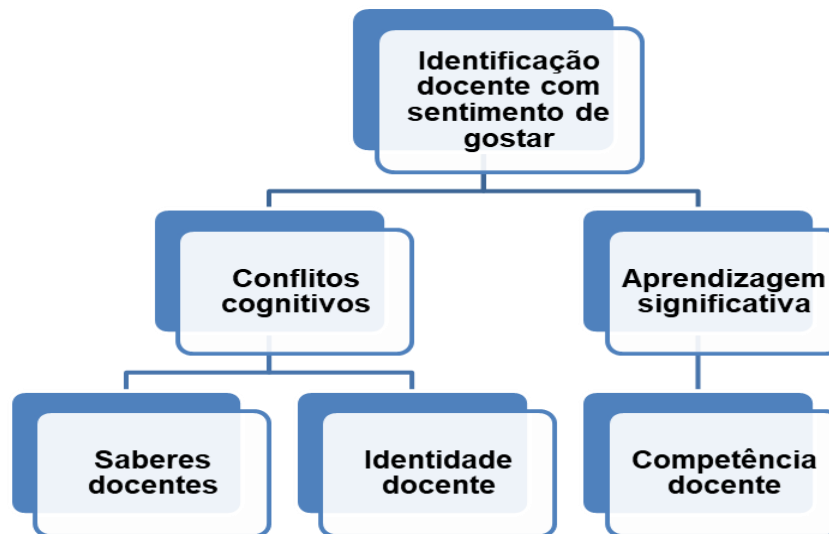 Identificação
docente com
sentimento de
gostar
Conflitos
cognitivos
Aprendizagem
significativa
Saberes
docentes
Identidade
docente
Competência
docente